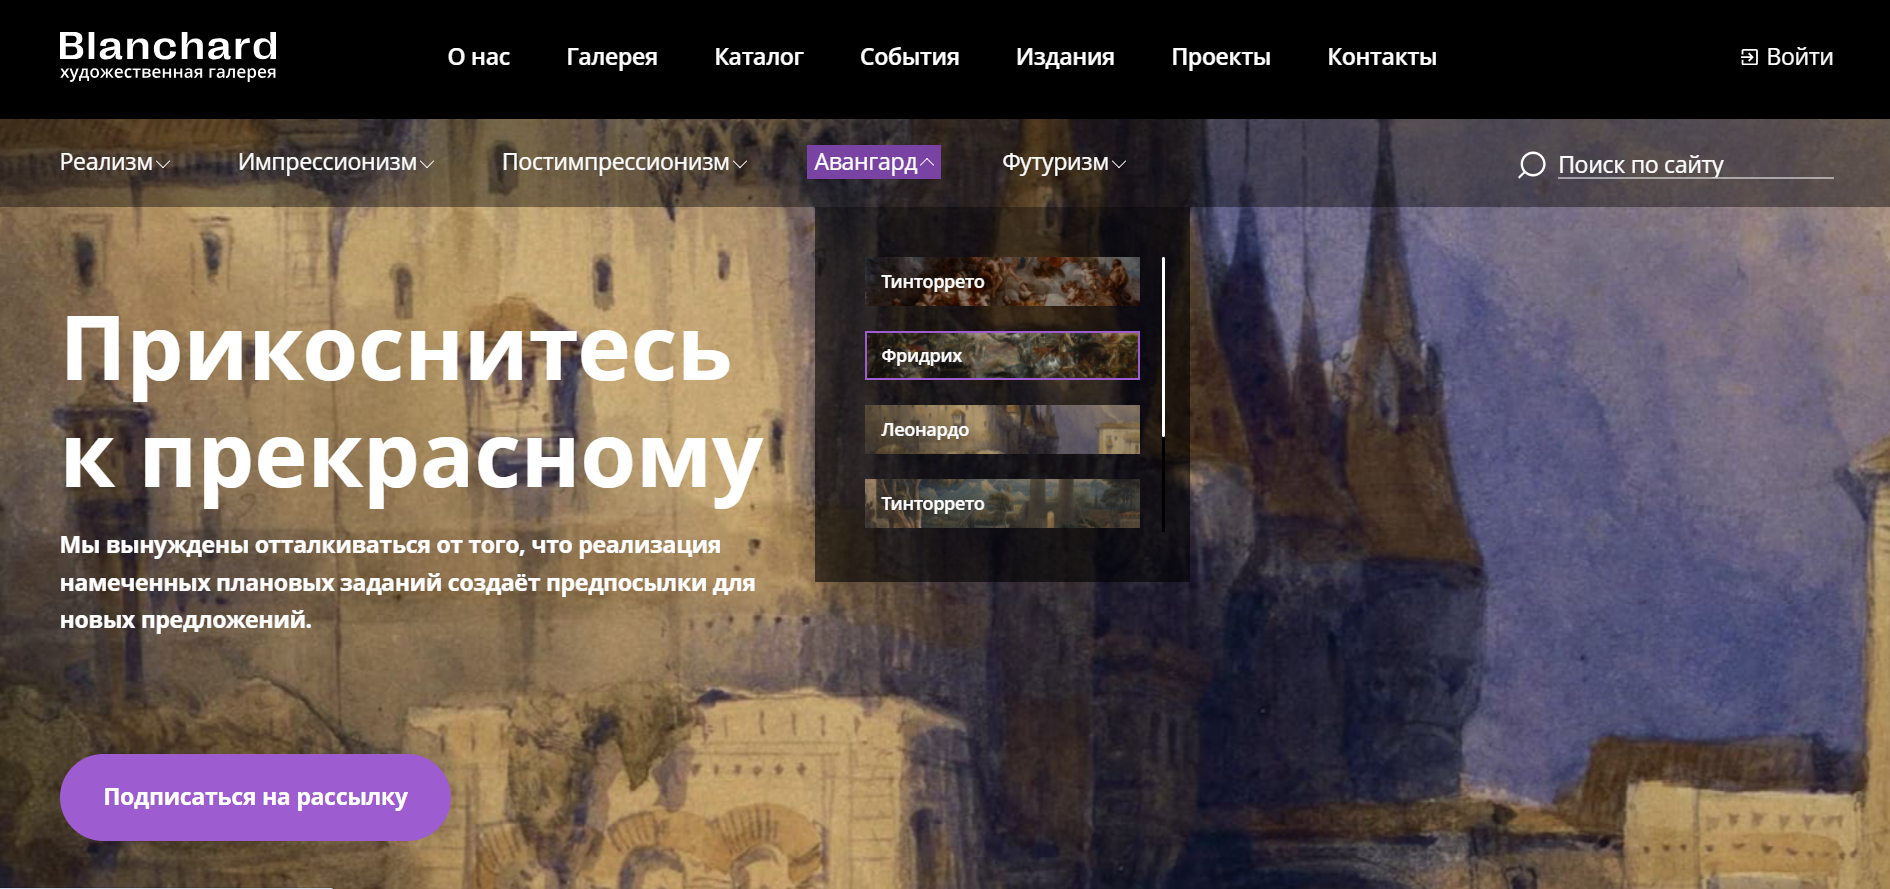 Blanchard
художественная галерея
О нас
Галерея
Каталог
События
Издания
Проекты
Контакты
Войти
Реализм
Импрессионизм
Постимпрессионизм
Авангард
Футуризм
Поиск по сайту
Тинторрето
Фридрих
Леонардо
Тинторрето
Прикоснитесь
к прекрасному
Мы вынуждены отталкиваться от того, что реализация
намеченных плановых заданий создаёт предпосылки для
новых предложений.
Подписаться на рассылку